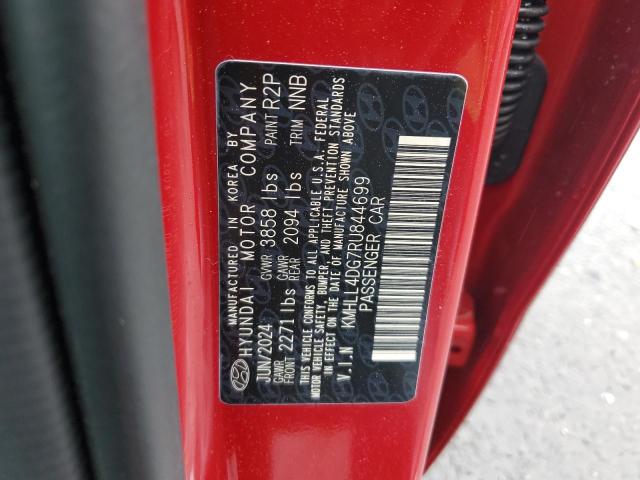 MANUFACTURED IN KOREA BY
HYUNDAI MOTOR COMPANY
JUN/2024 GVWR 3858 lbs PAINT R2P
GAWR FRONT 2271 lbs GAWR REAR 2094 lbs TRIM NNB
THIS VEHICLE CONFORMS TO ALL APPLICABLE U.S.A. FEDERAL
MOTOR VEHICLE SAFETY, BUMPER, AND THEFT PREVENTION STANDARDS
IN EFFECT ON THE DATE OF MANUFACTURE SHOWN ABOVE
V.I.N KMHLL4DG7RU844699
PASSENGER CAR